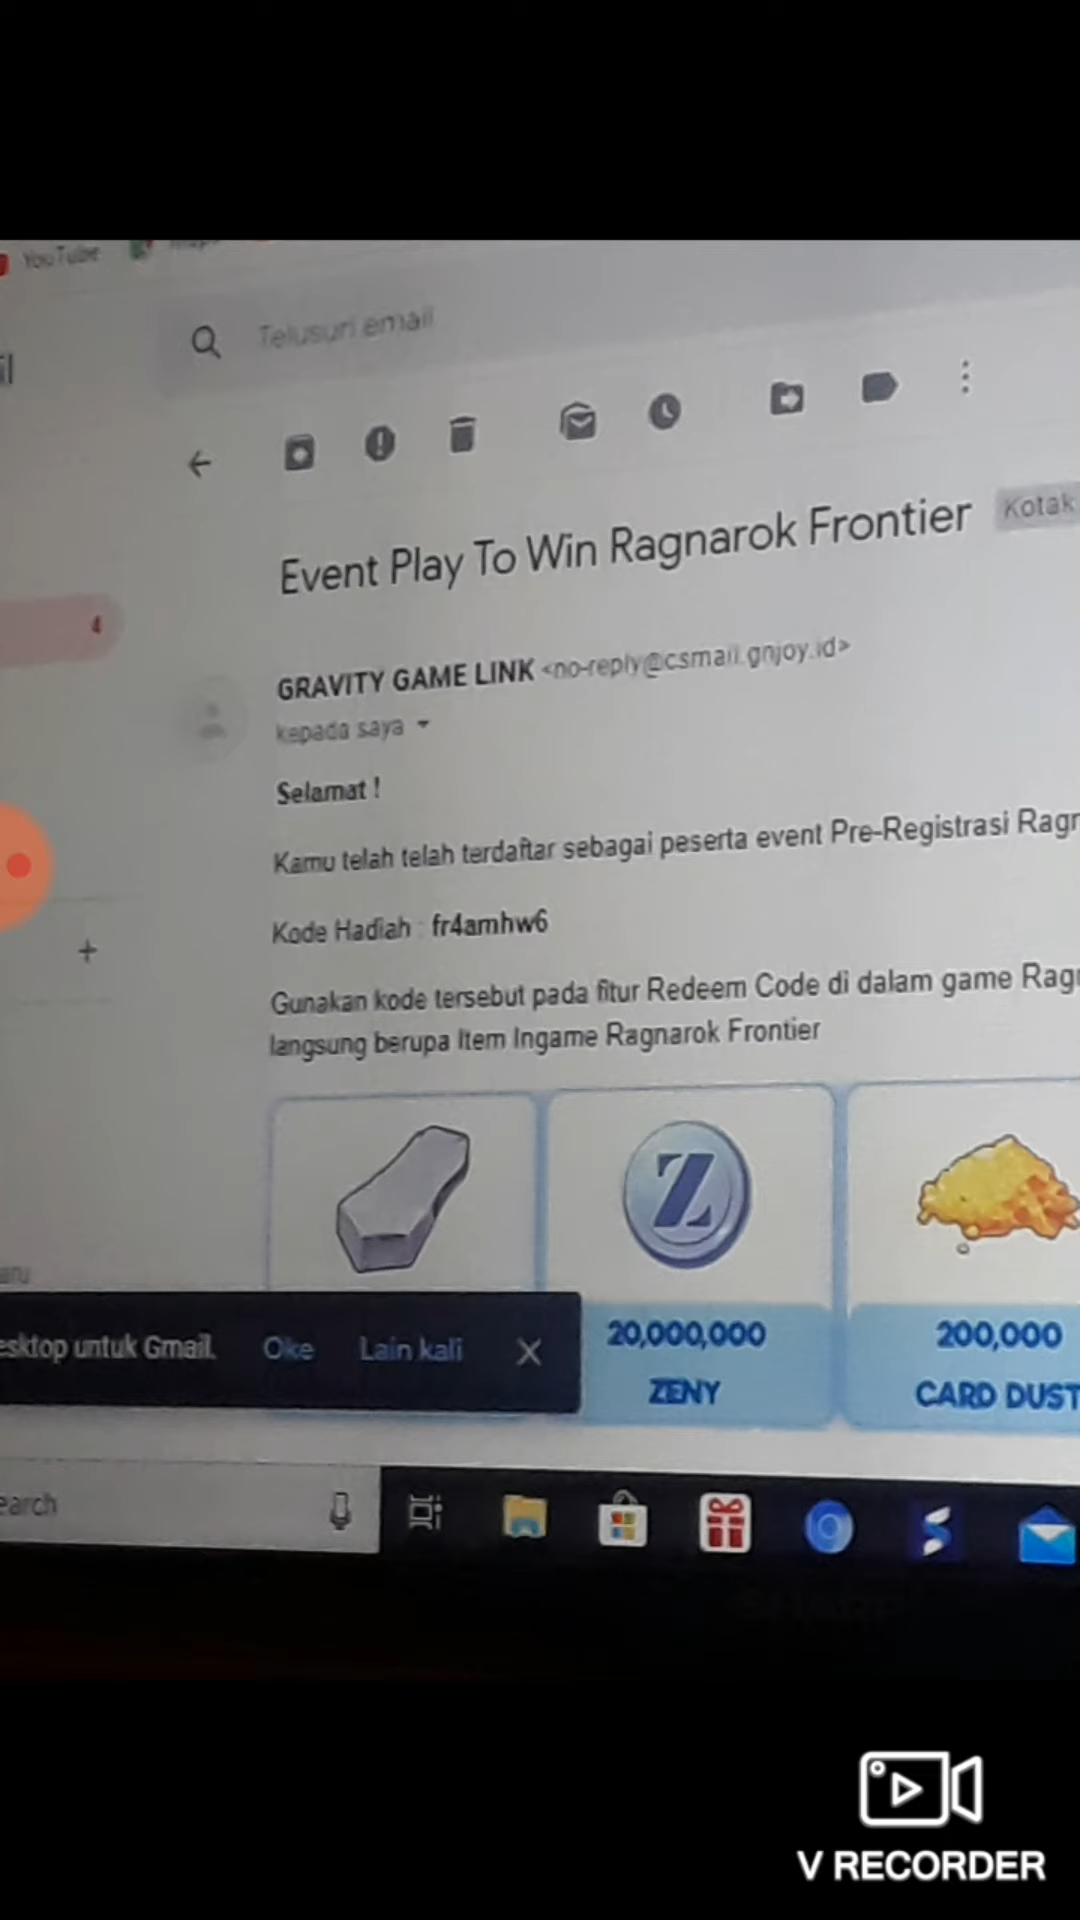 YouTube
Telusuri email
Event Play To Win Ragnarok Frontier
Kotak
4
GRAVITY GAME LINK <no-reply@csmail.gnjoy.id>
kepada saya
Selamat !
Kamu telah telah terdaftar sebagai peserta event Pre-Registrasi Ragr
Kode Hadiah : fr4amhw6
Gunakan kode tersebut pada fitur Redeem Code di dalam game Ragr
langsung berupa Item Ingame Ragnarok Frontier
Z
esktop untuk Gmail. Oke Lain kali
20,000,000
ZENY
200,000
CARD DUST
earch
V RECORDER